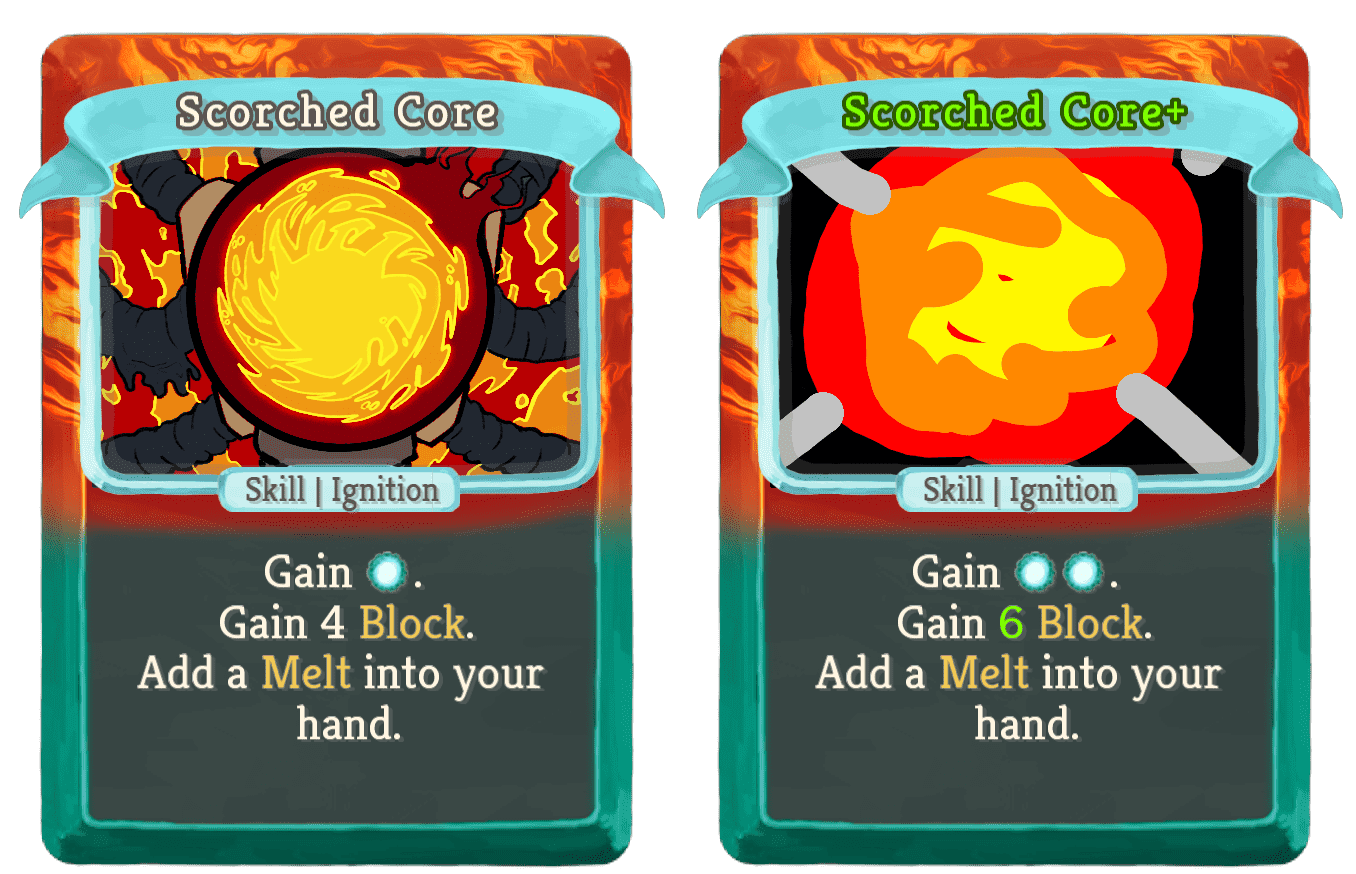 Scorched Core
Skill | Ignition
Gain .
Gain 4 Block.
Add a Melt into your
hand.
Scorched Core+
Skill | Ignition
Gain .
Gain 6 Block.
Add a Melt into your
hand.